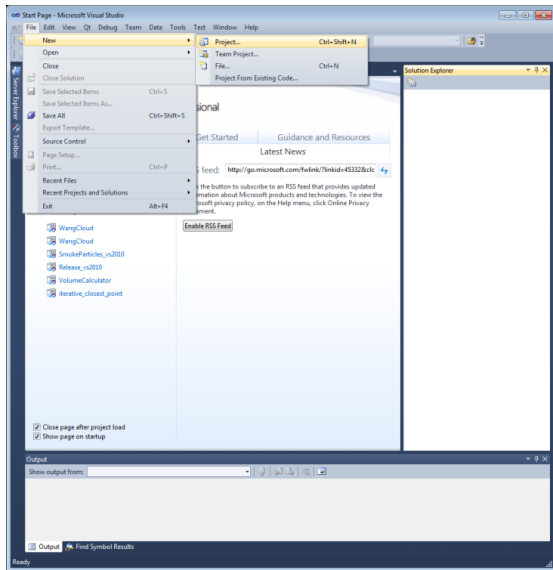 Start Page - Microsoft Visual Studio
File Edit View Qt Debug Team Data Tools Test Window Help
New
Project... Ctrl+Shift+N
Open
Team Project...
Close
File... Ctrl+N
Close Solution
Project From Existing Code...
Save Selected Items Ctrl+S
Save Selected Items As...
Save All Ctrl+Shift+S
Export Template...
Source Control
Page Setup...
Print... Ctrl+P
Recent Files
Recent Projects and Solutions
Exit Alt+F4
Server Explorer
Toolbox
Solution Explorer
sional
Get Started Guidance and Resources
Latest News
feed: http://go.microsoft.com/fwlink/?linkid=45332&clc
the button to subscribe to an RSS feed that provides updated
rmation about Microsoft products and technologies. To view the
rosoft privacy policy, on the Help menu, click Online Privacy
ement.
Enable RSS Feed
WangCloud
WangCloud
SmokeParticles_vs2010
Release_vs2010
VolumeCalculator
iterative_closest_point
Close page after project load
Show page on startup
Output
Show output from:
Output Find Symbol Results
Ready